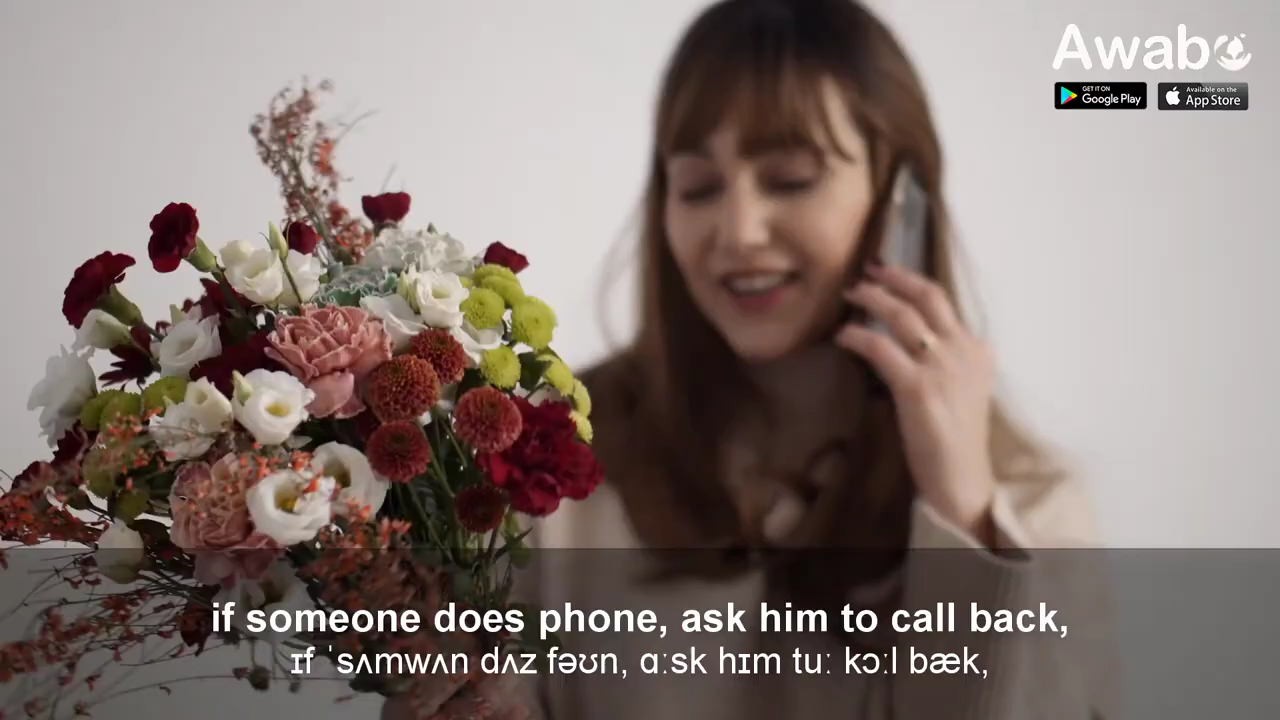 Awabe
GET IT ON
Google Play
Available on the
App Store
if someone does phone, ask him to call back,
ɪf ˈsʌmwʌn dʌz fəʊn, ɑːsk hɪm tuː kɔːl bæk,